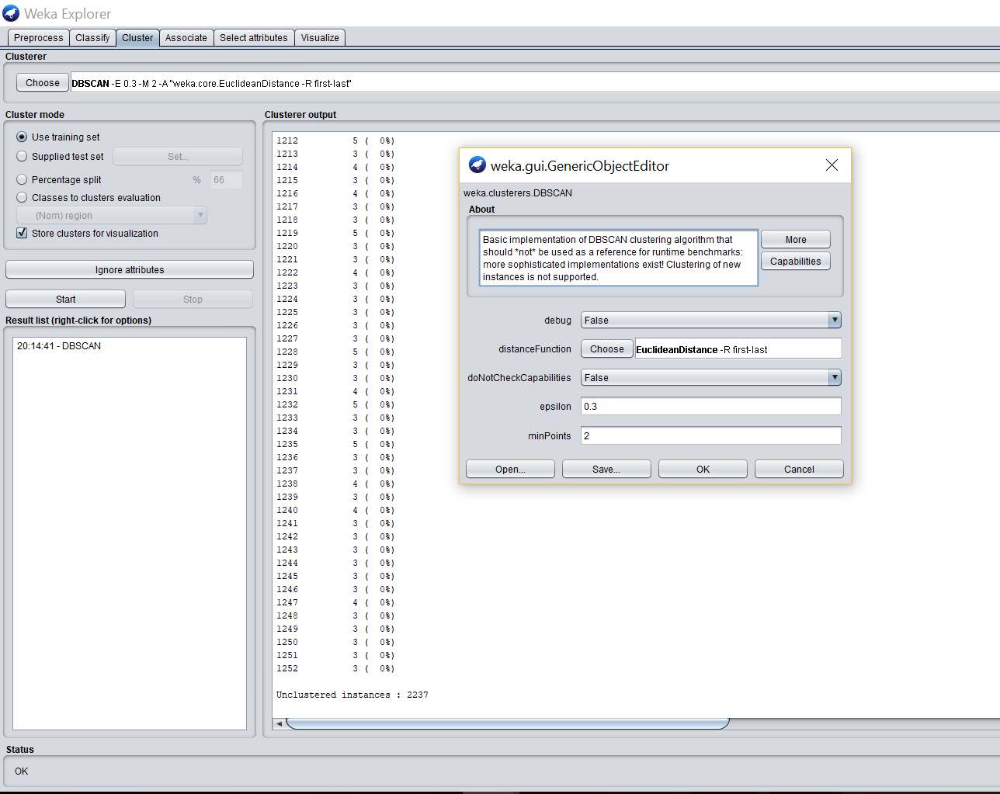 Weka Explorer
Preprocess Classify Cluster Associate Select attributes Visualize
Clusterer
Choose DBSCAN -E 0.3 -M 2 -A "weka.core.EuclideanDistance -R first-last"
Cluster mode
Use training set
Supplied test set Set...
Percentage split % 66
Classes to clusters evaluation
(Nom) region
Store clusters for visualization
Ignore attributes
Start Stop
Result list (right-click for options)
20:14:41 - DBSCAN
Clusterer output
1212 5 ( 0%)
1213 3 ( 0%)
1214 4 ( 0%)
1215 3 ( 0%)
1216 4 ( 0%)
1217 3 ( 0%)
1218 3 ( 0%)
1219 5 ( 0%)
1220 3 ( 0%)
1221 3 ( 0%)
1222 4 ( 0%)
1223 3 ( 0%)
1224 3 ( 0%)
1225 3 ( 0%)
1226 3 ( 0%)
1227 3 ( 0%)
1228 5 ( 0%)
1229 3 ( 0%)
1230 3 ( 0%)
1231 4 ( 0%)
1232 5 ( 0%)
1233 3 ( 0%)
1234 3 ( 0%)
1235 5 ( 0%)
1236 3 ( 0%)
1237 3 ( 0%)
1238 4 ( 0%)
1239 3 ( 0%)
1240 4 ( 0%)
1241 3 ( 0%)
1242 3 ( 0%)
1243 3 ( 0%)
1244 3 ( 0%)
1245 3 ( 0%)
1246 3 ( 0%)
1247 4 ( 0%)
1248 3 ( 0%)
1249 3 ( 0%)
1250 3 ( 0%)
1251 3 ( 0%)
1252 3 ( 0%)
Unclustered instances : 2237
weka.gui.GenericObjectEditor
weka.clusterers.DBSCAN
About
Basic implementation of DBSCAN clustering algorithm that
should *not* be used as a reference for runtime benchmarks:
more sophisticated implementations exist! Clustering of new
instances is not supported.
More
Capabilities
debug False
distanceFunction Choose EuclideanDistance -R first-last
doNotCheckCapabilities False
epsilon 0.3
minPoints 2
Open... Save... OK Cancel
Status
OK